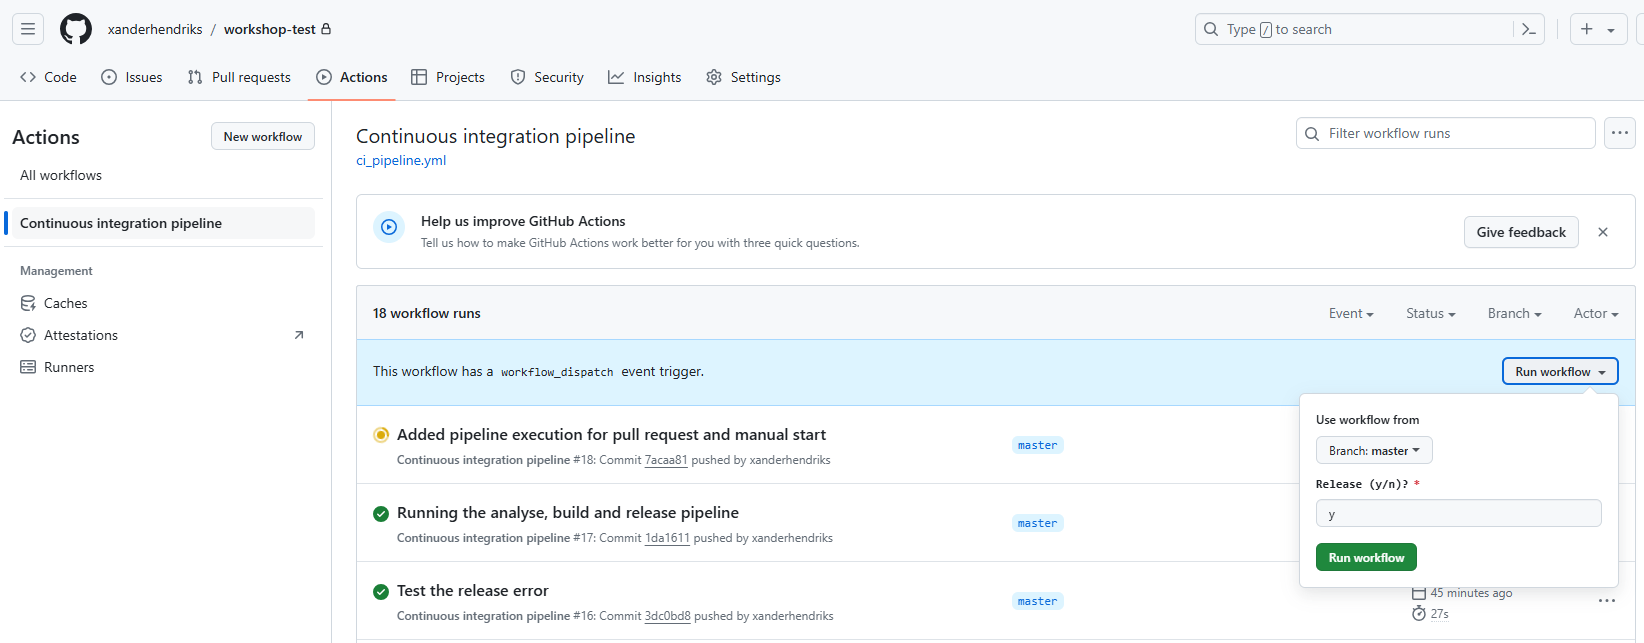 xanderhendriks / workshop-test
Type / to search
Code
Issues
Pull requests
Actions
Projects
Security
Insights
Settings
Actions
New workflow
All workflows
Continuous integration pipeline
Management
Caches
Attestations
Runners
Continuous integration pipeline
ci_pipeline.yml
Filter workflow runs
Help us improve GitHub Actions
Tell us how to make GitHub Actions work better for you with three quick questions.
Give feedback
18 workflow runs
Event
Status
Branch
Actor
This workflow has a workflow_dispatch event trigger.
Run workflow
Use workflow from
Branch: master
Release (y/n)? *
y
Run workflow
Added pipeline execution for pull request and manual start
Continuous integration pipeline #18: Commit 7acaa81 pushed by xanderhendriks
master
Running the analyse, build and release pipeline
Continuous integration pipeline #17: Commit 1da1611 pushed by xanderhendriks
master
Test the release error
Continuous integration pipeline #16: Commit 3dc0bd8 pushed by xanderhendriks
master
45 minutes ago
27s